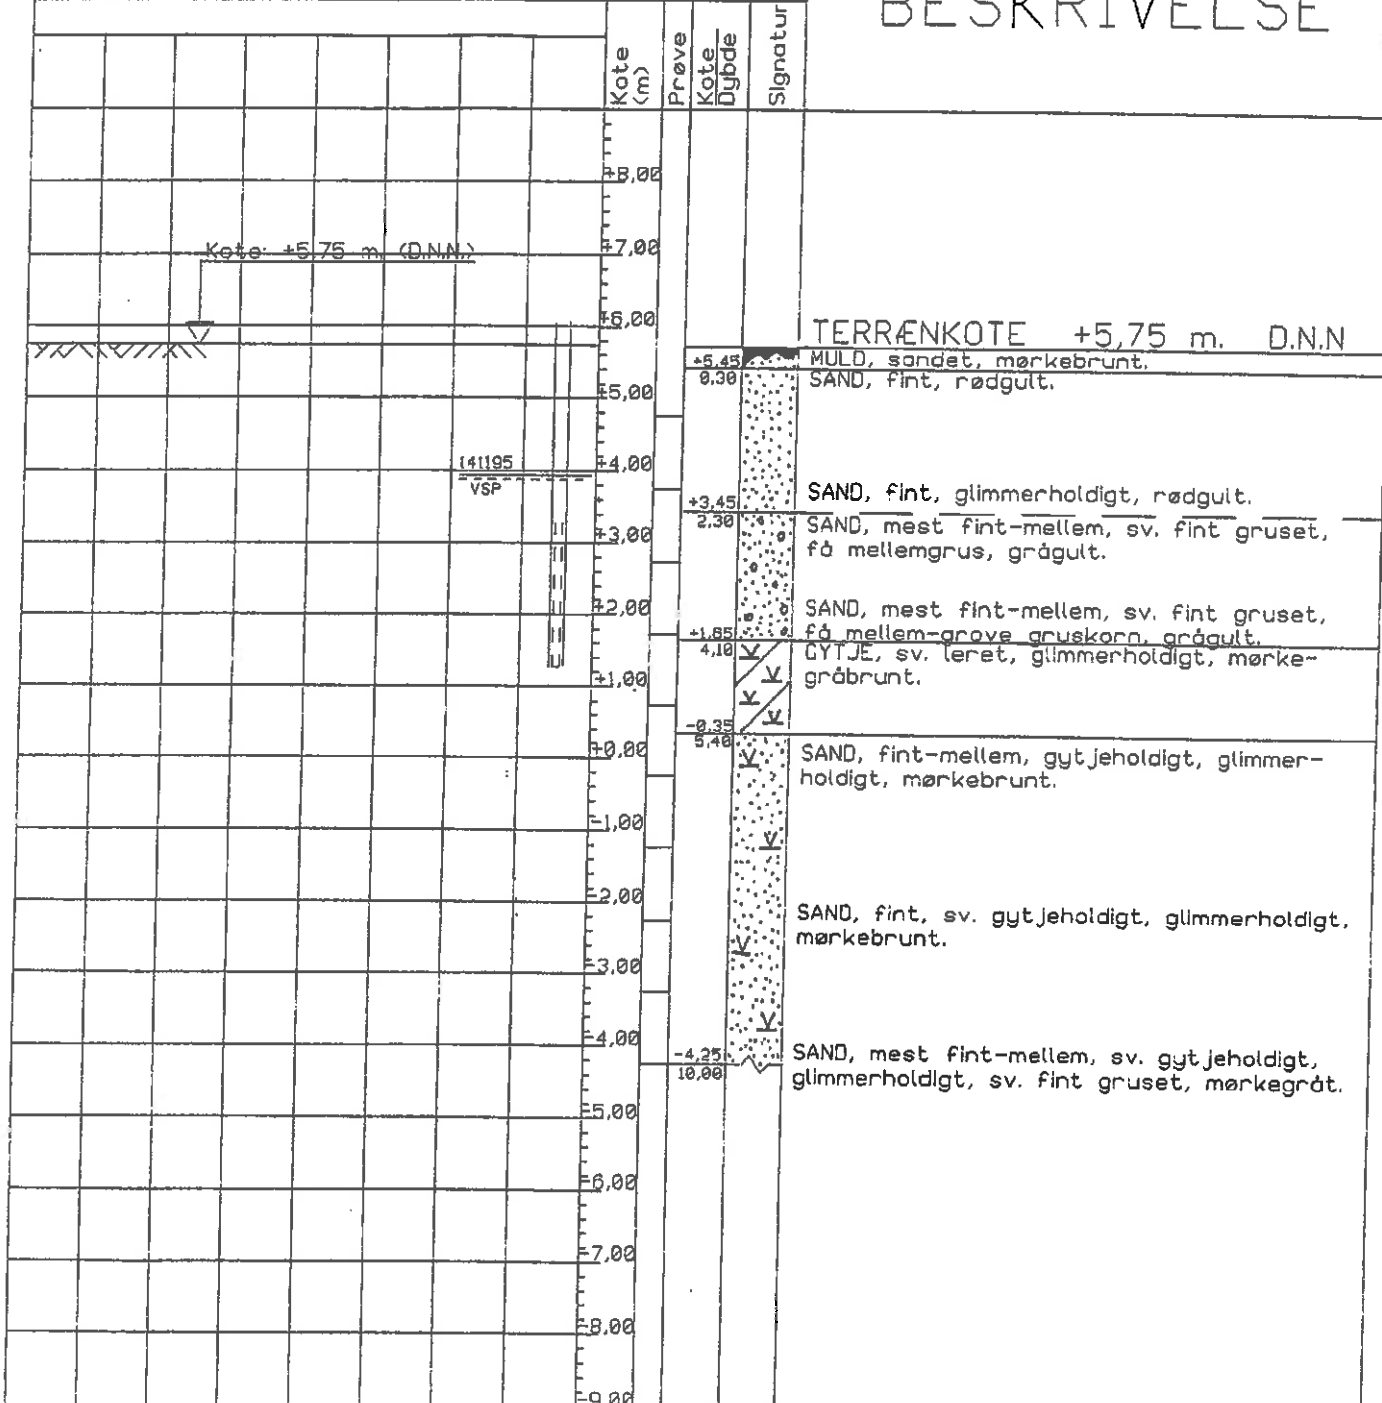 BESKRIVELSE
Kote
(m)
Prøve
Kote
Dybde
Signatur
+8,00
Kote: +5.75 m. (D.N.N.)
+7,00
+6,00
TERRÆNKOTE +5,75 m. D.N.N
+5,45
MULD, sandet, mørkebrunt.
0,30
SAND, fint, rødgult.
+5,00
141195
+4,00
VSP
SAND, fint, glimmerholdigt, rødgult.
+3,45
2,30
SAND, mest fint-mellem, sv. fint gruset,
få mellemgrus, grågult.
+3,00
+2,00
SAND, mest fint-mellem, sv. fint gruset,
få mellem-grove gruskorn, grågult.
+1,65
4,10
GYTJE, sv. leret, glimmerholdigt, mørke-
gråbrunt.
+1,00
-0,35
5,40
+0,00
SAND, fint-mellem, gytjeholdigt, glimmer-
holdigt, mørkebrunt.
-1,00
-2,00
SAND, fint, sv. gytjeholdigt, glimmerholdigt,
mørkebrunt.
-3,00
-4,00
-4,25
10,00
SAND, mest fint-mellem, sv. gytjeholdigt,
glimmerholdigt, sv. fint gruset, mørkegråt.
-5,00
-6,00
-7,00
-8,00
-9,00